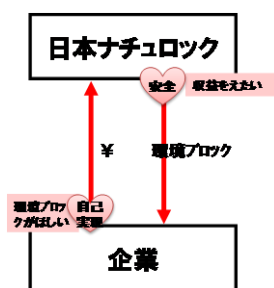 日本ナチュロック
安全
収益をえたい
¥
環境ブロック
環境ブロッ
クがほしい
自己
実現
企業